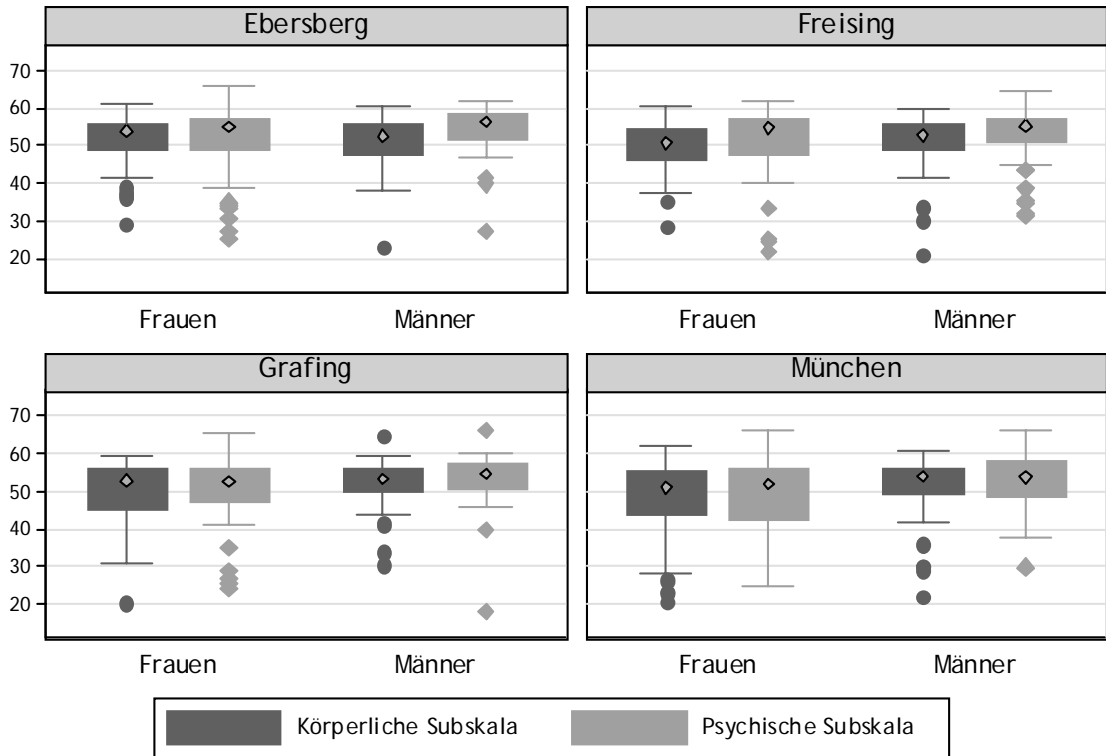 Ebersberg
Freising
70
60
50
40
30
20
Frauen
Männer
Frauen
Männer
Grafing
München
70
60
50
40
30
20
Frauen
Männer
Frauen
Männer
Körperliche Subskala
Psychische Subskala